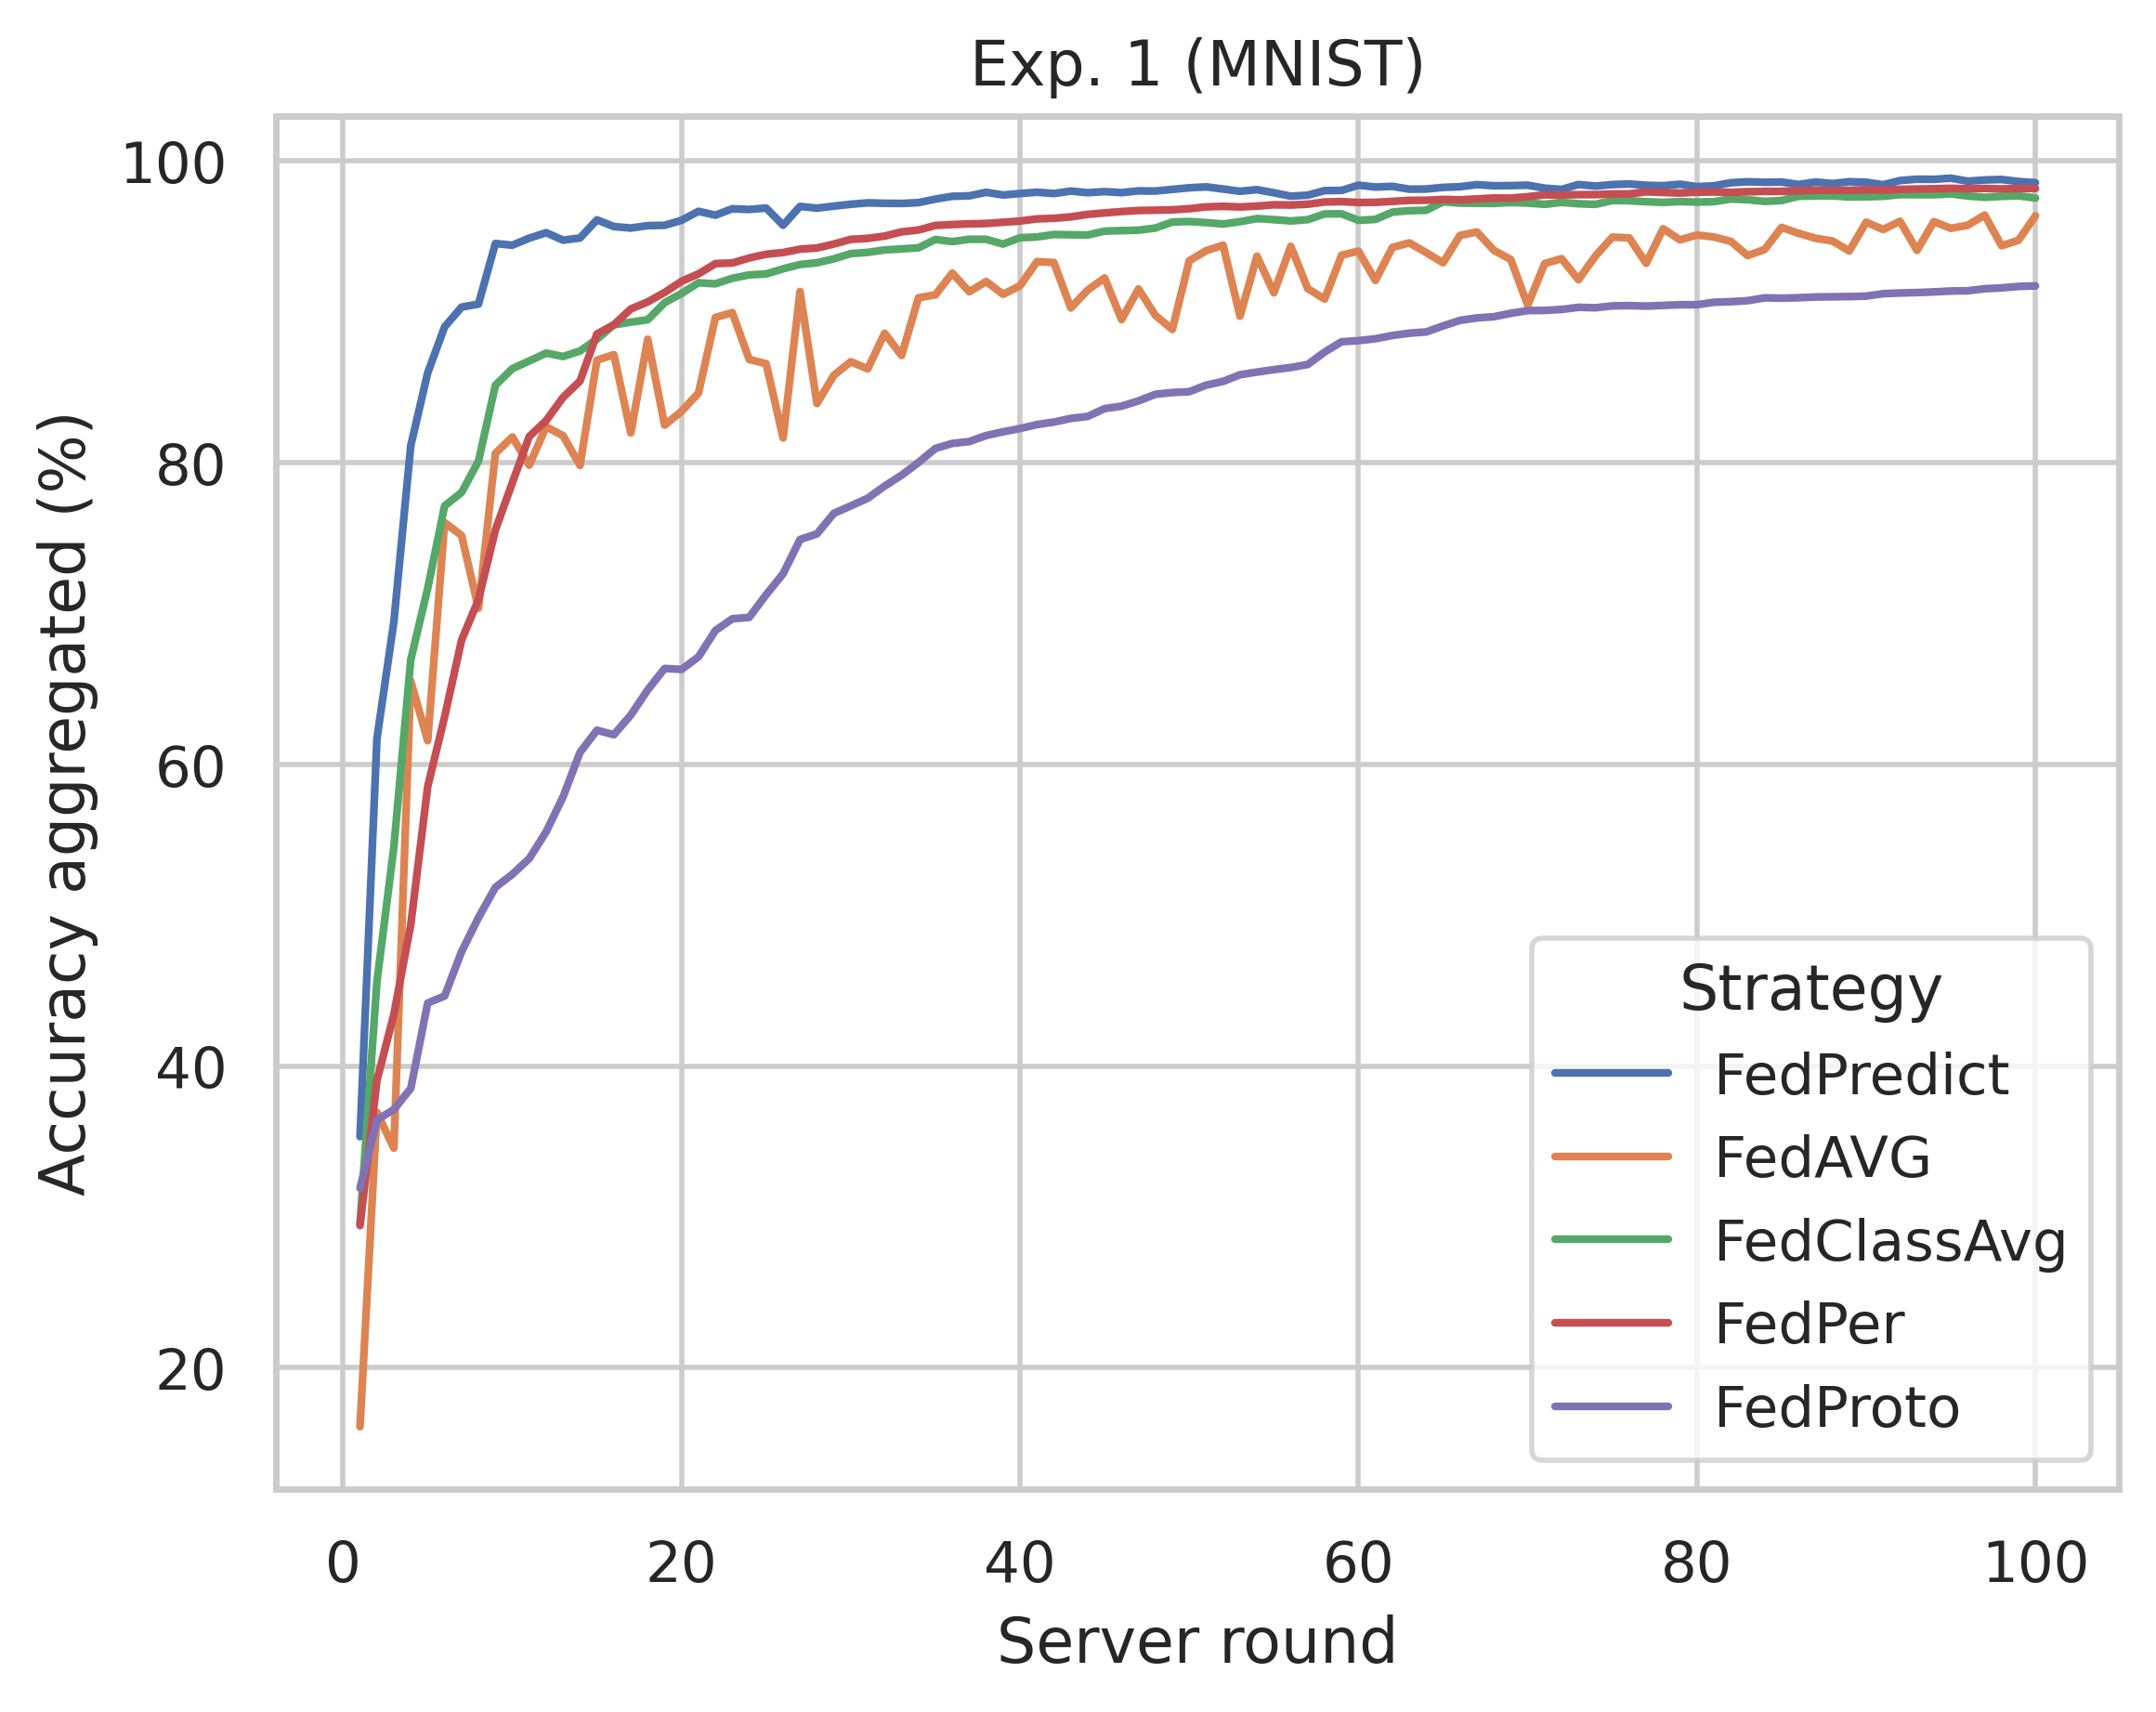 Exp. 1 (MNIST)
Accuracy aggregated (%)
100
80
60
40
20
0 20 40 60 80 100
Server round
Strategy
FedPredict
FedAVG
FedClassAvg
FedPer
FedProto